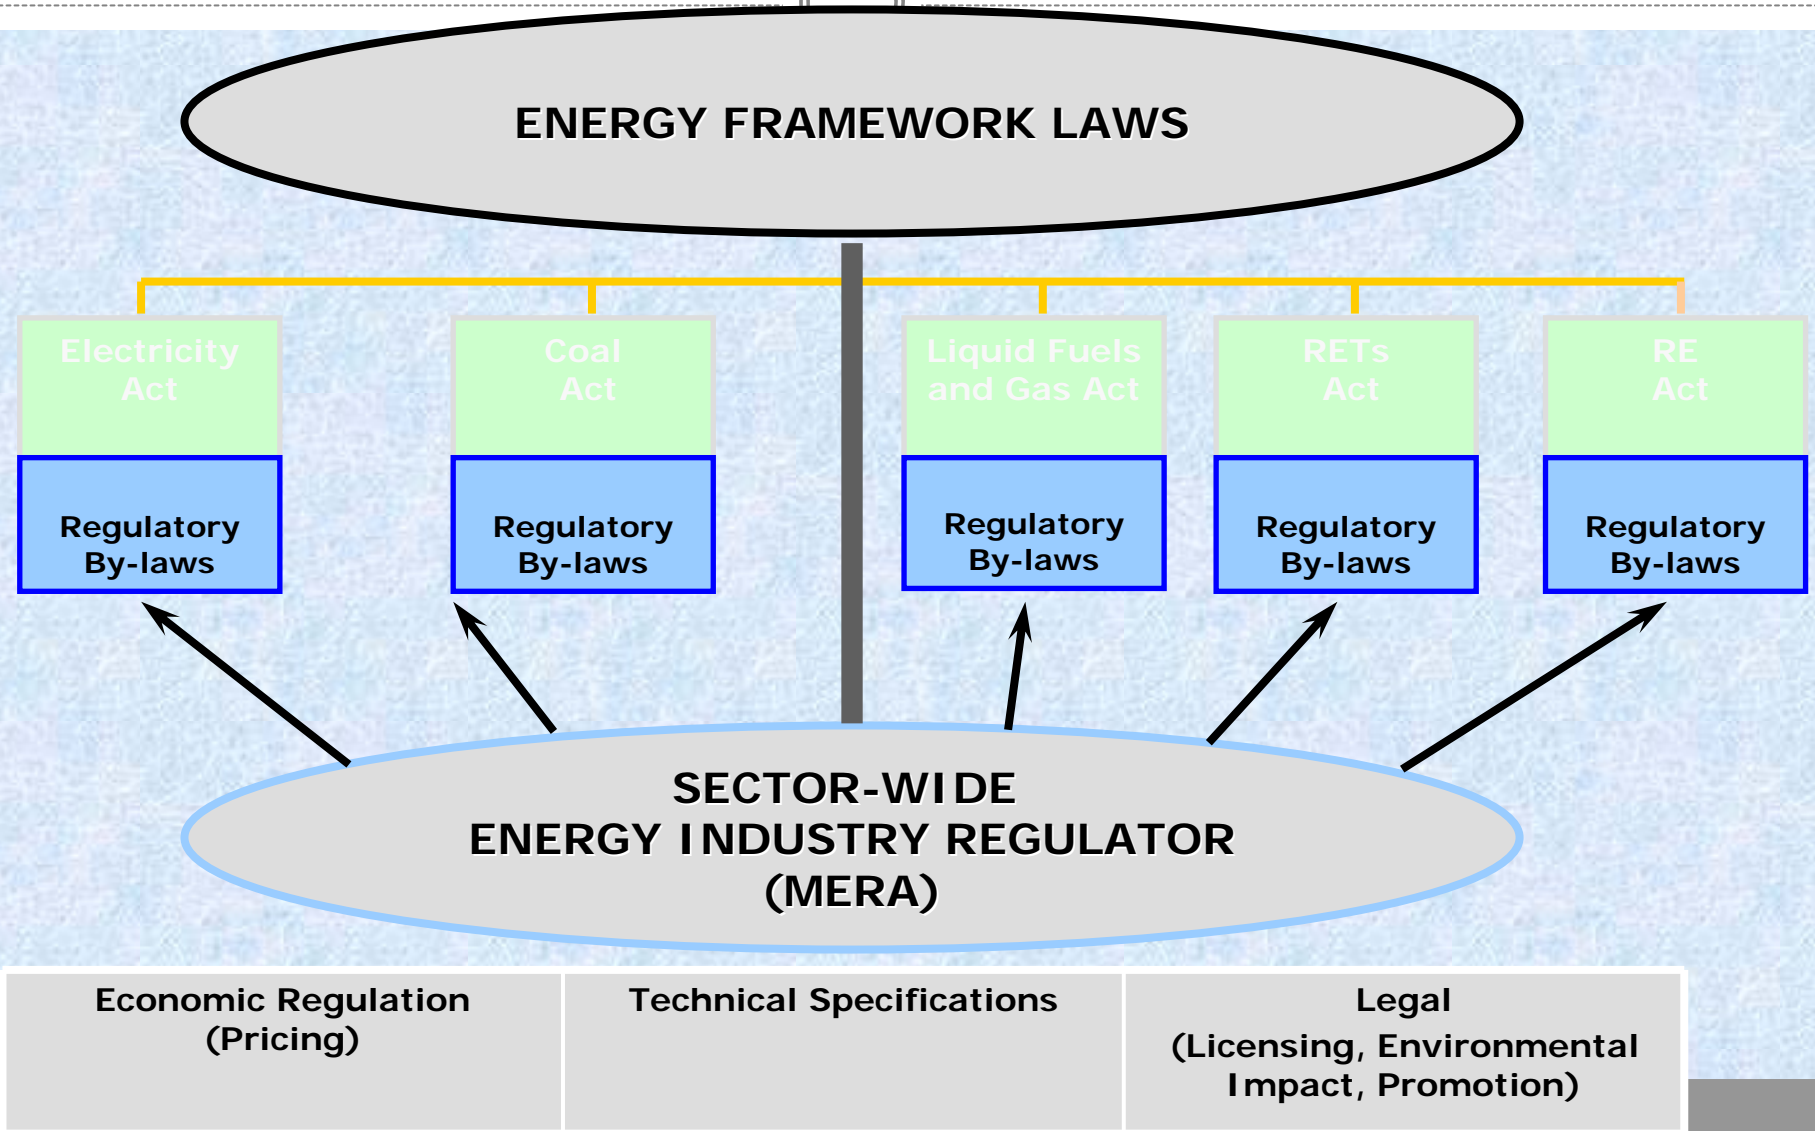 ENERGY FRAMEWORK LAWS
Electricity
Act
Coal
Act
Liquid Fuels
and Gas Act
RETs
Act
RE
Act
Regulatory
By-laws
Regulatory
By-laws
Regulatory
By-laws
Regulatory
By-laws
Regulatory
By-laws
SECTOR-WIDE
ENERGY INDUSTRY REGULATOR
(MERA)
Economic Regulation
(Pricing)
Technical Specifications
Legal
(Licensing, Environmental
Impact, Promotion)